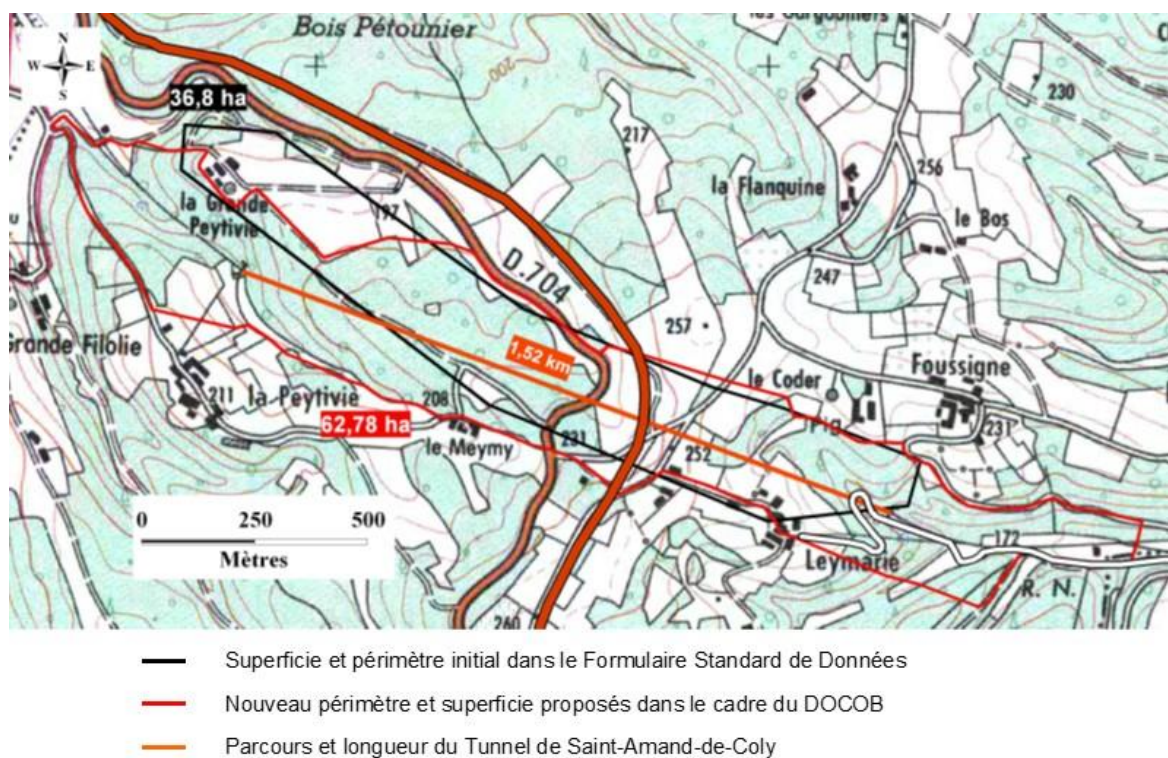 Bois Pétounier
N
W E
S
36,8 ha
200
230
217
la Flanquine
256
le Bos
la Grande
Peytivie
197
D.704
247
257
1,52 km
Grande Filolie
211
la Peytivie
208
62,78 ha
le Meymy
231
le Coder
Foussigne
231
252
0 250 500
Mètres
172
Leymarie
R. N.
260
Superficie et périmètre initial dans le Formulaire Standard de Données
Nouveau périmètre et superficie proposés dans le cadre du DOCOB
Parcours et longueur du Tunnel de Saint-Amand-de-Coly